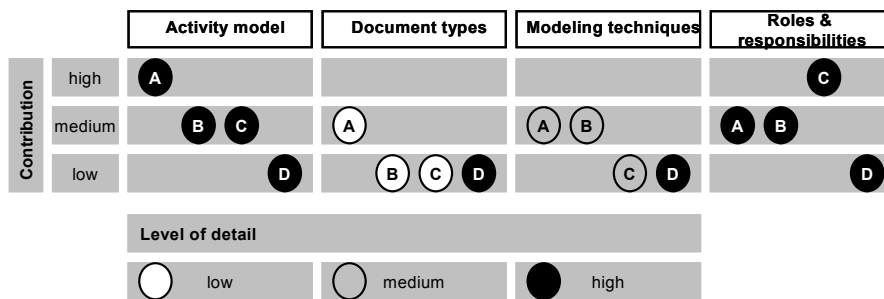 Activity model Document types Modeling techniques Roles &
responsibilities
Contribution
high A C
medium B C A A B A B
low D B C D C D D
Level of detail
low medium high